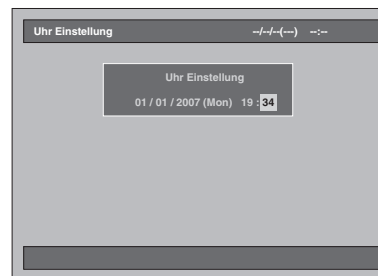 Uhr Einstellung --/--/--(---) --:--
Uhr Einstellung
01 / 01 / 2007 (Mon) 19 : 34